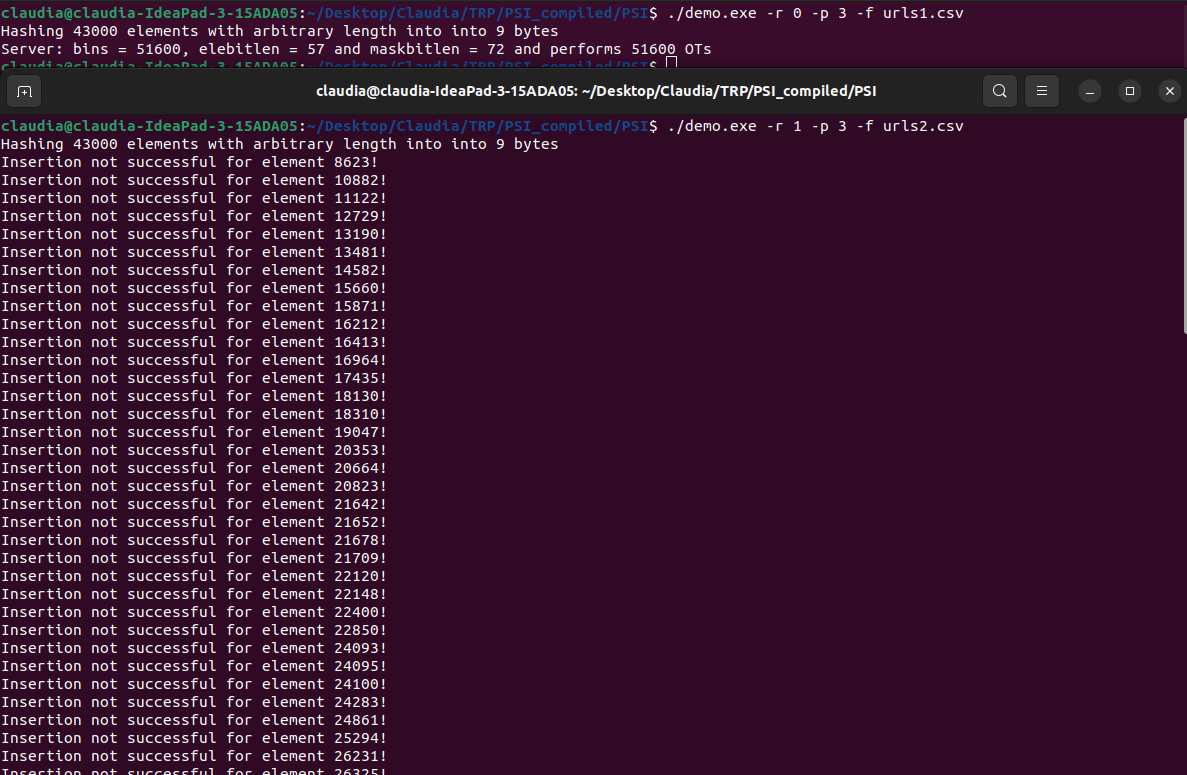 claudia@claudia-IdeaPad-3-15ADA05:~/Desktop/Claudia/TRP/PSI_compiled/PSI$ ./demo.exe -r 0 -p 3 -f urls1.csv
Hashing 43000 elements with arbitrary length into into 9 bytes
Server: bins = 51600, elebitlen = 57 and maskbitlen = 72 and performs 51600 OTs
claudia@claudia-IdeaPad-3-15ADA05:~/Desktop/Claudia/TRP/PSI_compiled/PSI$
claudia@claudia-IdeaPad-3-15ADA05: ~/Desktop/Claudia/TRP/PSI_compiled/PSI
claudia@claudia-IdeaPad-3-15ADA05:~/Desktop/Claudia/TRP/PSI_compiled/PSI$ ./demo.exe -r 1 -p 3 -f urls2.csv
Hashing 43000 elements with arbitrary length into into 9 bytes
Insertion not successful for element 8623!
Insertion not successful for element 10882!
Insertion not successful for element 11122!
Insertion not successful for element 12729!
Insertion not successful for element 13190!
Insertion not successful for element 13481!
Insertion not successful for element 14582!
Insertion not successful for element 15660!
Insertion not successful for element 15871!
Insertion not successful for element 16212!
Insertion not successful for element 16413!
Insertion not successful for element 16964!
Insertion not successful for element 17435!
Insertion not successful for element 18130!
Insertion not successful for element 18310!
Insertion not successful for element 19047!
Insertion not successful for element 20353!
Insertion not successful for element 20664!
Insertion not successful for element 20823!
Insertion not successful for element 21642!
Insertion not successful for element 21652!
Insertion not successful for element 21678!
Insertion not successful for element 21709!
Insertion not successful for element 22120!
Insertion not successful for element 22148!
Insertion not successful for element 22400!
Insertion not successful for element 22850!
Insertion not successful for element 24093!
Insertion not successful for element 24095!
Insertion not successful for element 24100!
Insertion not successful for element 24283!
Insertion not successful for element 24861!
Insertion not successful for element 25294!
Insertion not successful for element 26231!
Insertion not successful for element 26325!